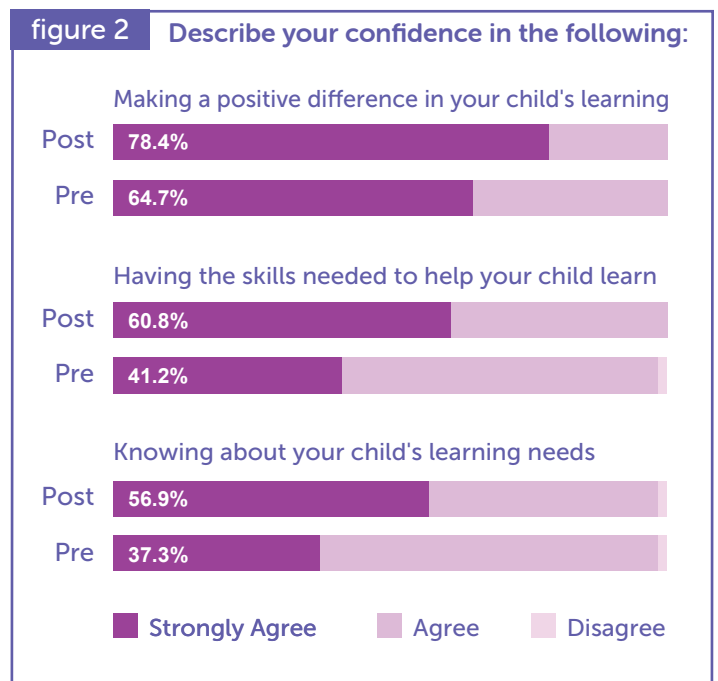 figure 2
Describe your confidence in the following:
Making a positive difference in your child's learning
Post 78.4%
Pre 64.7%
Having the skills needed to help your child learn
Post 60.8%
Pre 41.2%
Knowing about your child's learning needs
Post 56.9%
Pre 37.3%
Strongly Agree Agree Disagree